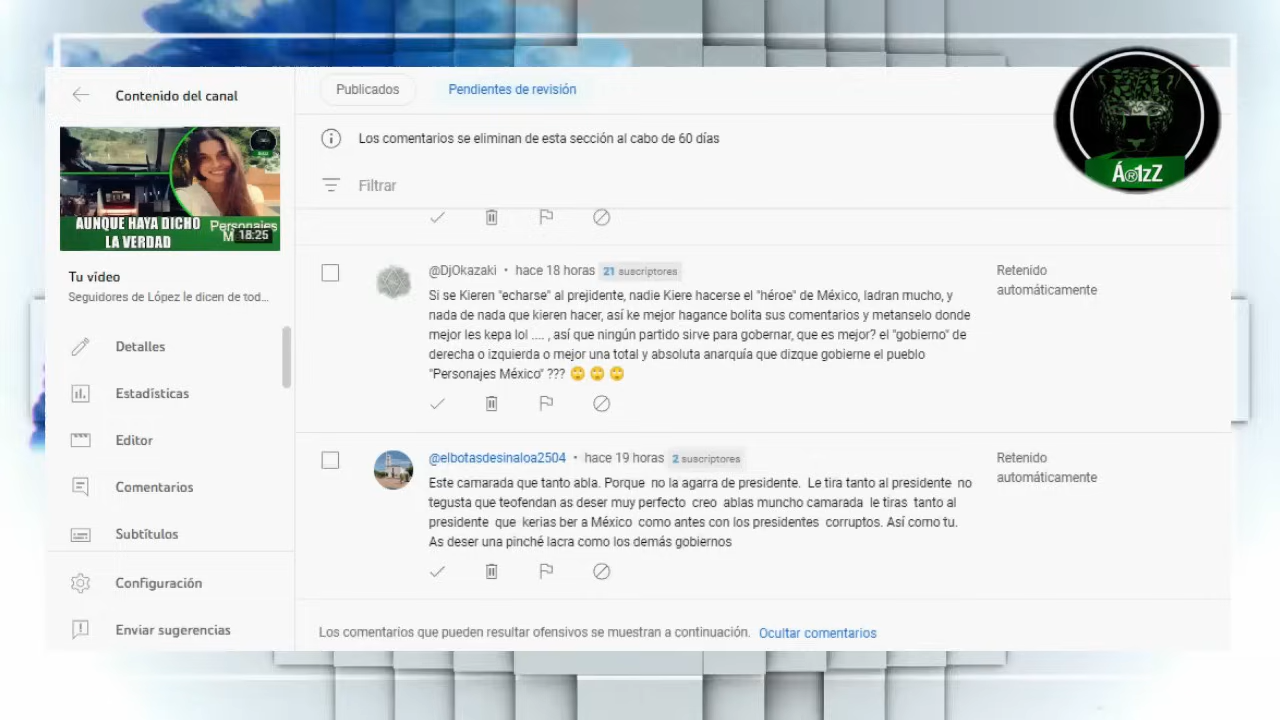 Contenido del canal
AUNQUE HAYA DICHO
LA VERDAD
Personajes
M
18:25
Tu vídeo
Seguidores de López le dicen de tod...
Detalles
Estadísticas
Editor
Comentarios
Subtítulos
Configuración
Enviar sugerencias
Publicados
Pendientes de revisión
Los comentarios se eliminan de esta sección al cabo de 60 días
Filtrar
@DjOkazaki • hace 18 horas 21 suscriptores
Si se Kieren "echarse" al prejidente, nadie Kiere hacerse el "héroe" de México, ladran mucho, y
nada de nada que kieren hacer, así ke mejor hagance bolita sus comentarios y metanselo donde
mejor les kepa lol .... , así que ningún partido sirve para gobernar, que es mejor? el "gobierno" de
derecha o izquierda o mejor una total y absoluta anarquía que dizque gobierne el pueblo
"Personajes México" ??? 🙄 🙄 🙄
Retenido
automáticamente
@elbotasdesinaloa2504 • hace 19 horas 2 suscriptores
Este camarada que tanto abla. Porque no la agarra de presidente. Le tira tanto al presidente no
tegusta que teofendan as deser muy perfecto creo ablas muncho camarada le tiras tanto al
presidente que kerias ber a México como antes con los presidentes corruptos. Así como tu.
As deser una pinché lacra como los demás gobiernos
Retenido
automáticamente
Los comentarios que pueden resultar ofensivos se muestran a continuación. Ocultar comentarios
Á®1zZ